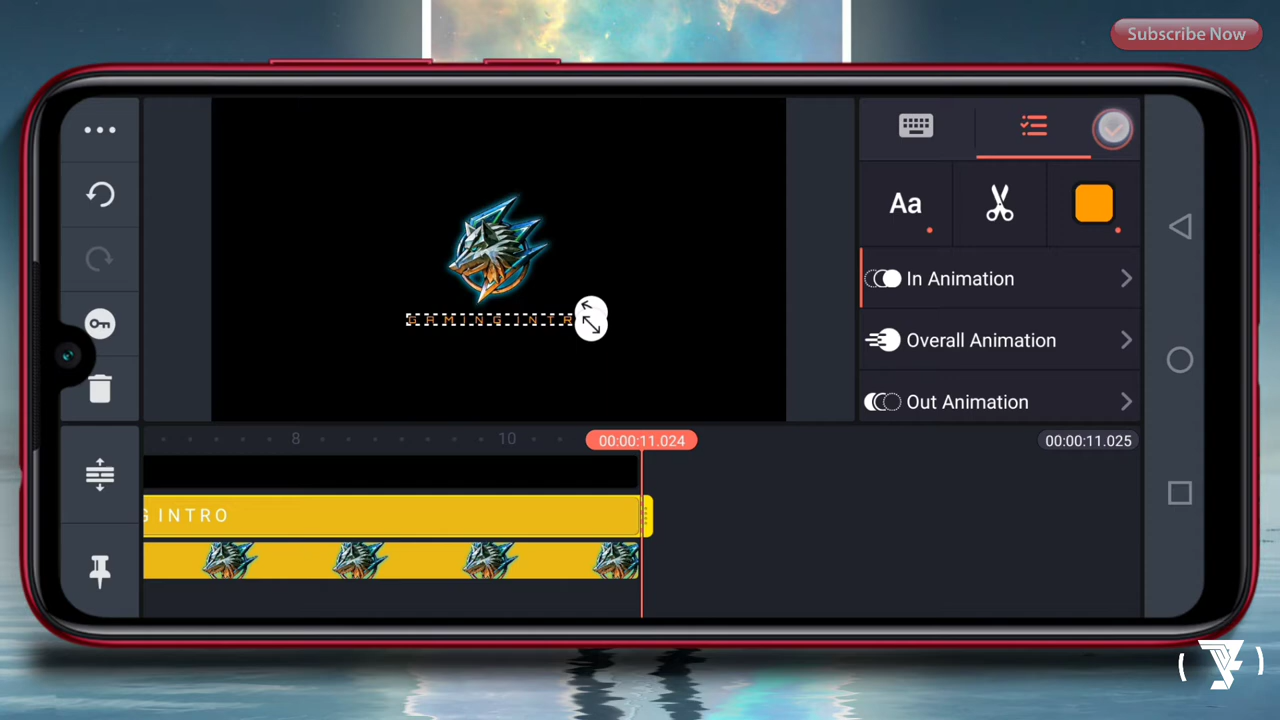 Subscribe Now
Aa
In Animation
Overall Animation
Out Animation
G A M I N G I N T R
8
10
00:00:11.024
00:00:11.025
G INTRO